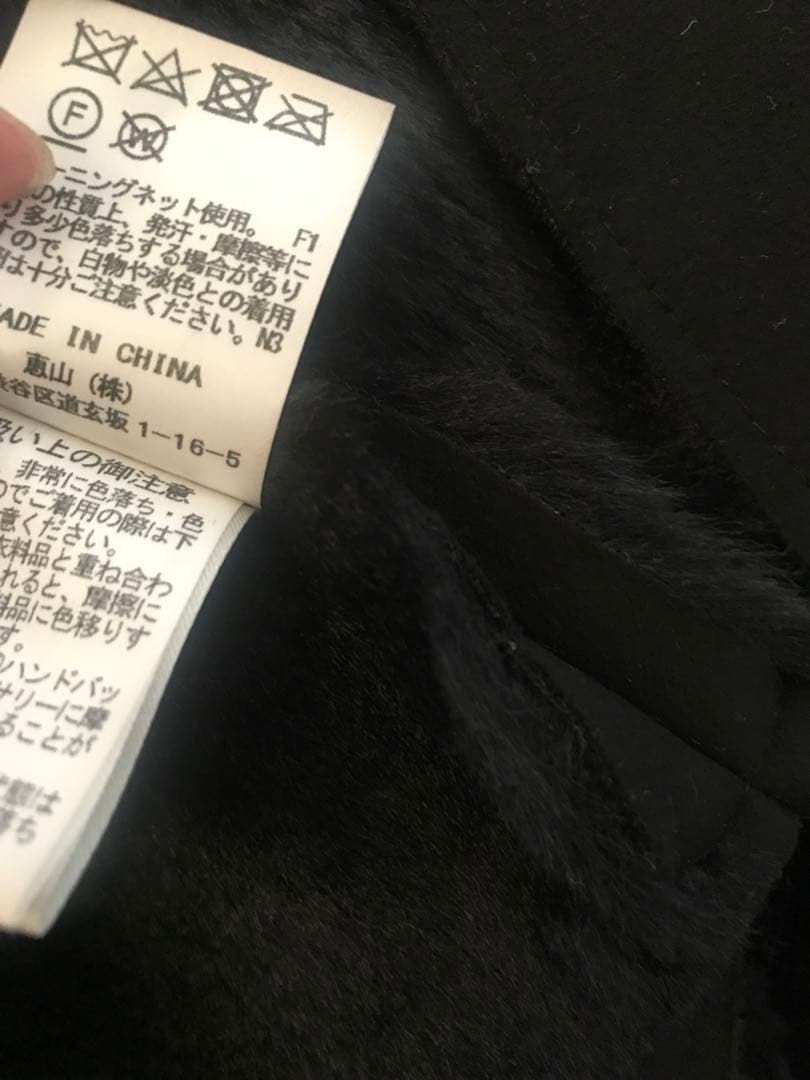 F
W
ーニングネット使用。 F1
の性質上、発汗・摩擦等に
り多少色落ちする場合があり
すので、白物や淡色との着用
は十分ご注意ください。N3
ADE IN CHINA
恵山(株)
谷区道玄坂 1-16-5
扱い上の御注意
非常に色落ち・色
のでご着用の際は下
意ください。
衣料品と重ね合わ
れると、摩擦に
料品に色移りす
す。
ハンドバッ
サリーに摩
ることが
は
落ち